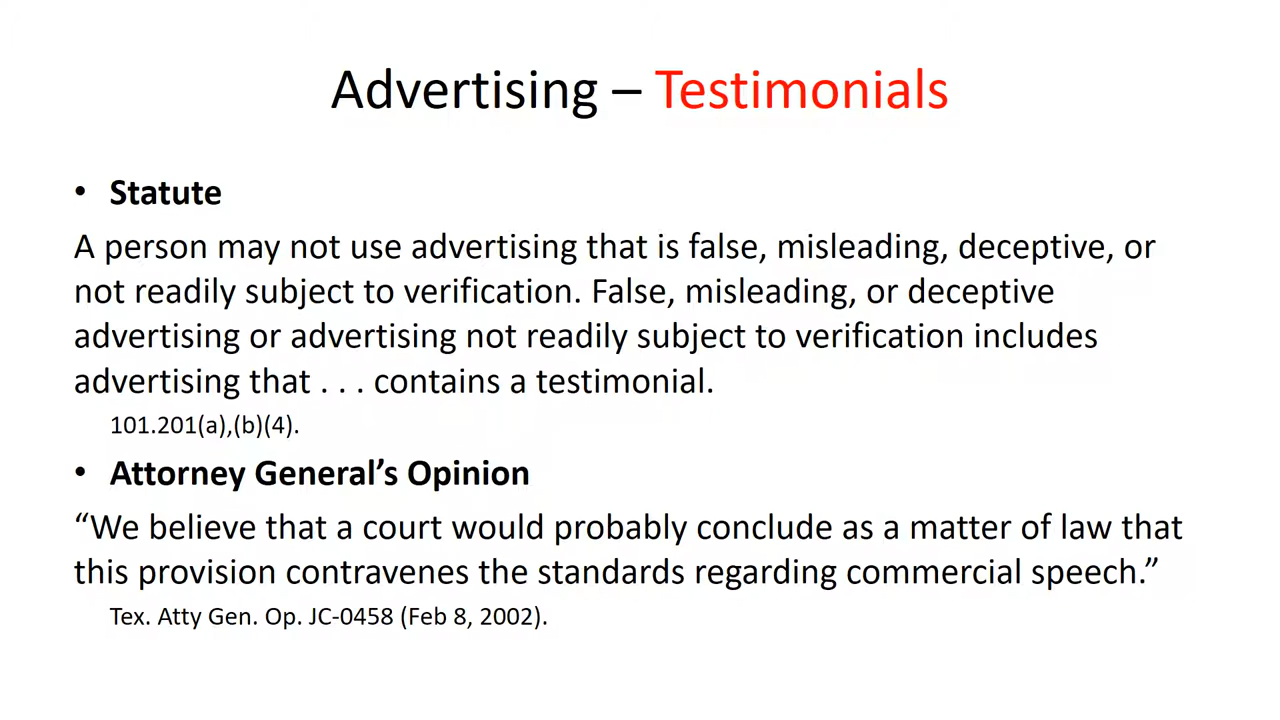 Advertising – Testimonials
• Statute
A person may not use advertising that is false, misleading, deceptive, or
not readily subject to verification. False, misleading, or deceptive
advertising or advertising not readily subject to verification includes
advertising that . . . contains a testimonial.
101.201(a),(b)(4).
• Attorney General’s Opinion
“We believe that a court would probably conclude as a matter of law that
this provision contravenes the standards regarding commercial speech.”
Tex. Atty Gen. Op. JC-0458 (Feb 8, 2002).